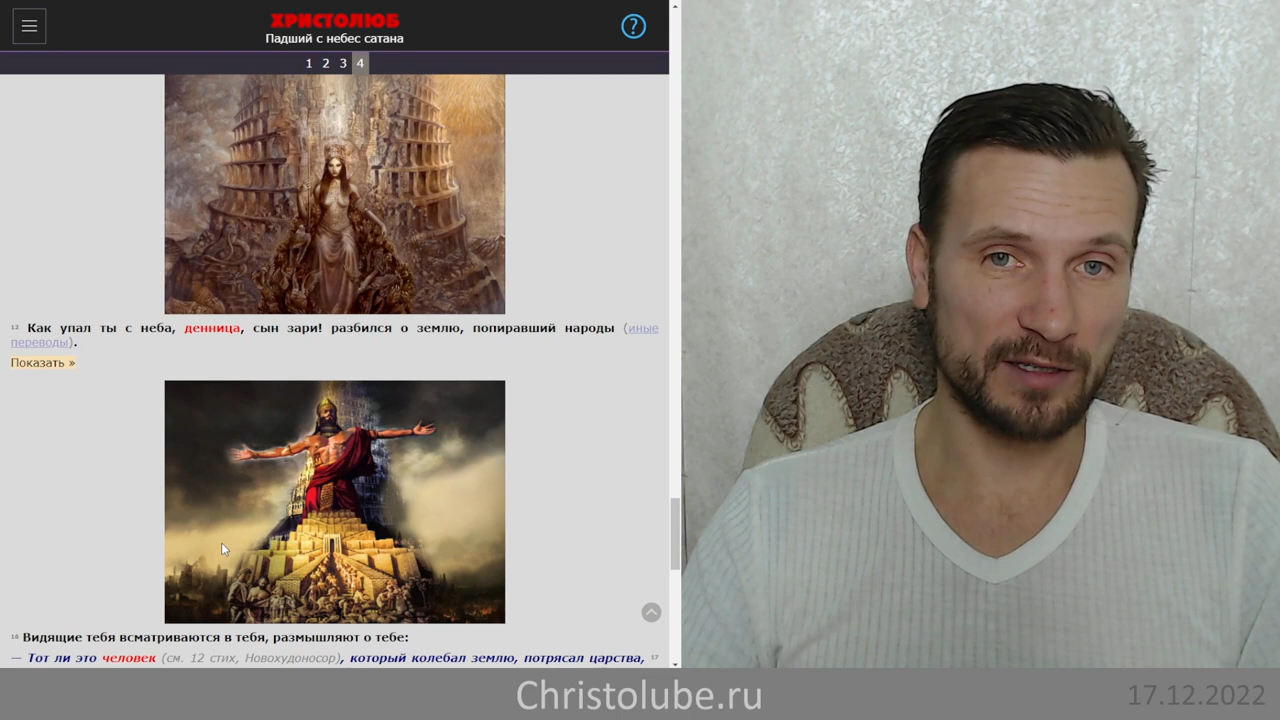 ХРИСТОЛЮБ
Падший с небес сатана
?
1 2 3 4
12 Как упал ты с неба, денница, сын зари! разбился о землю, попиравший народы (иные
переводы).
Показать »
16 Видящие тебя всматриваются в тебя, размышляют о тебе:
— Тот ли это человек (см. 12 стих, Новохудоносор), который колебал землю, потрясал царства, 17
Christolube.ru
17.12.2022